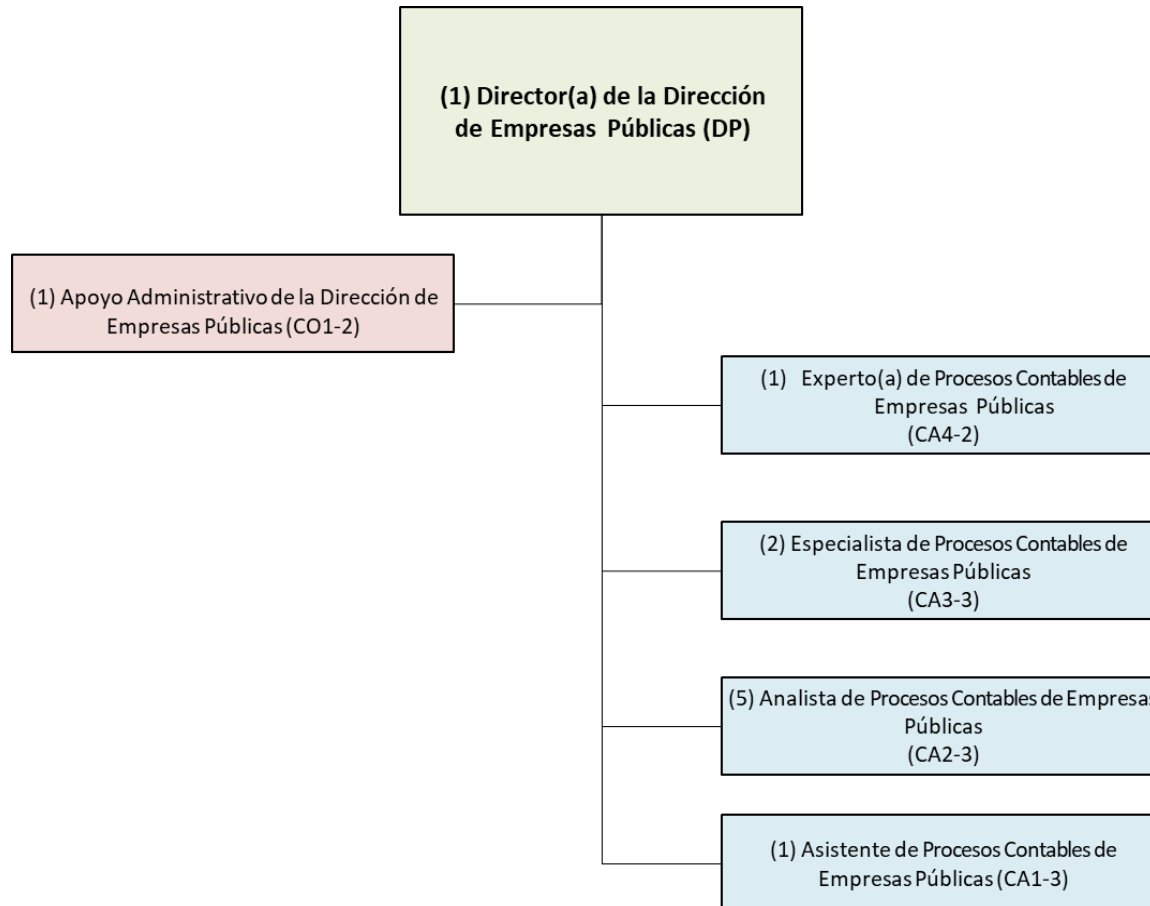 (1) Director(a) de la Dirección
de Empresas Públicas (DP)
(1) Apoyo Administrativo de la Dirección de
Empresas Públicas (CO1-2)
(1) Experto(a) de Procesos Contables de
Empresas Públicas
(CA4-2)
(2) Especialista de Procesos Contables de
Empresas Públicas
(CA3-3)
(5) Analista de Procesos Contables de Empresas
Públicas
(CA2-3)
(1) Asistente de Procesos Contables de
Empresas Públicas (CA1-3)